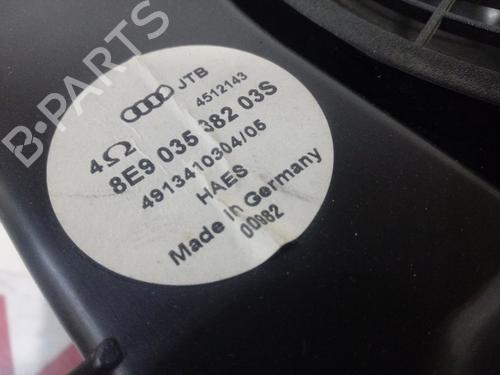 B-PARTS
JTB
4512143
4Ω
8E9 035 382 03S
4913410304/05
HAES
Made in Germany
00982